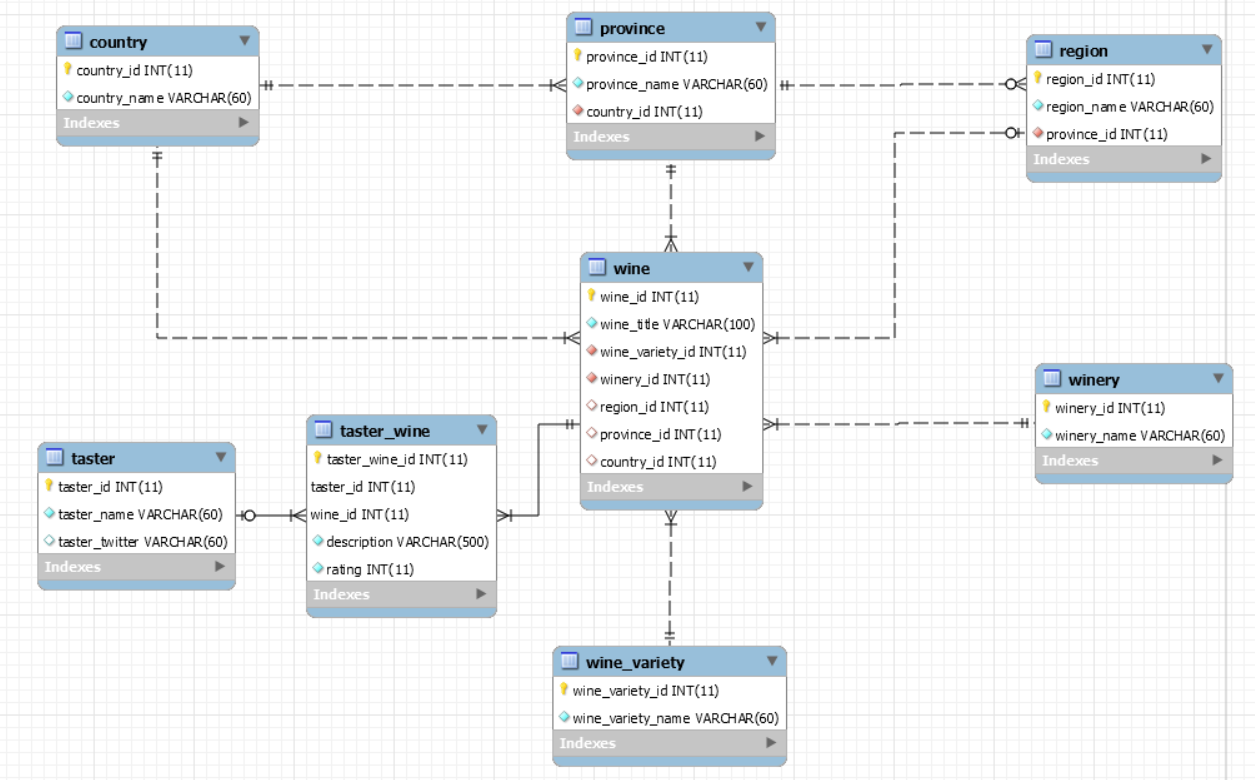 country
country_id INT(11)
country_name VARCHAR(60)
Indexes
province
province_id INT(11)
province_name VARCHAR(60)
country_id INT(11)
Indexes
region
region_id INT(11)
region_name VARCHAR(60)
province_id INT(11)
Indexes
wine
wine_id INT(11)
wine_title VARCHAR(100)
wine_variety_id INT(11)
winery_id INT(11)
region_id INT(11)
province_id INT(11)
country_id INT(11)
Indexes
winery
winery_id INT(11)
winery_name VARCHAR(60)
Indexes
taster
taster_id INT(11)
taster_name VARCHAR(60)
taster_twitter VARCHAR(60)
Indexes
taster_wine
taster_wine_id INT(11)
taster_id INT(11)
wine_id INT(11)
description VARCHAR(500)
rating INT(11)
Indexes
wine_variety
wine_variety_id INT(11)
wine_variety_name VARCHAR(60)
Indexes